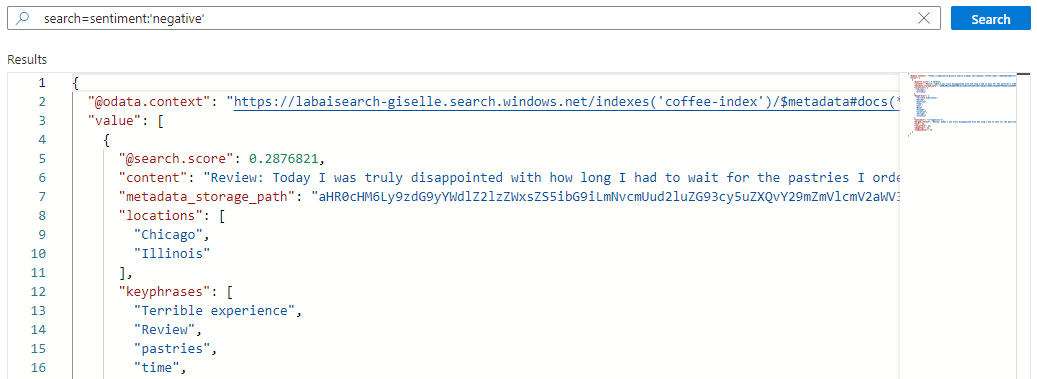 search=sentiment:'negative'
Search
Results
1 {
2 "@odata.context": "https://labaisearch-giselle.search.windows.net/indexes('coffee-index')/$metadata#docs(*
3 "value": [
4 {
5 "@search.score": 0.2876821,
6 "content": "Review: Today I was truly disappointed with how long I had to wait for the pastries I orde
7 "metadata_storage_path": "aHR0cHM6Ly9zdG9yYWdlZ2lzZWxsZS5ibG9iLmNvcmUud2luZG93cy5uZXQvY29mZmVlcmV2aWV3
8 "locations": [
9 "Chicago",
10 "Illinois"
11 ],
12 "keyphrases": [
13 "Terrible experience",
14 "Review",
15 "pastries",
16 "time",